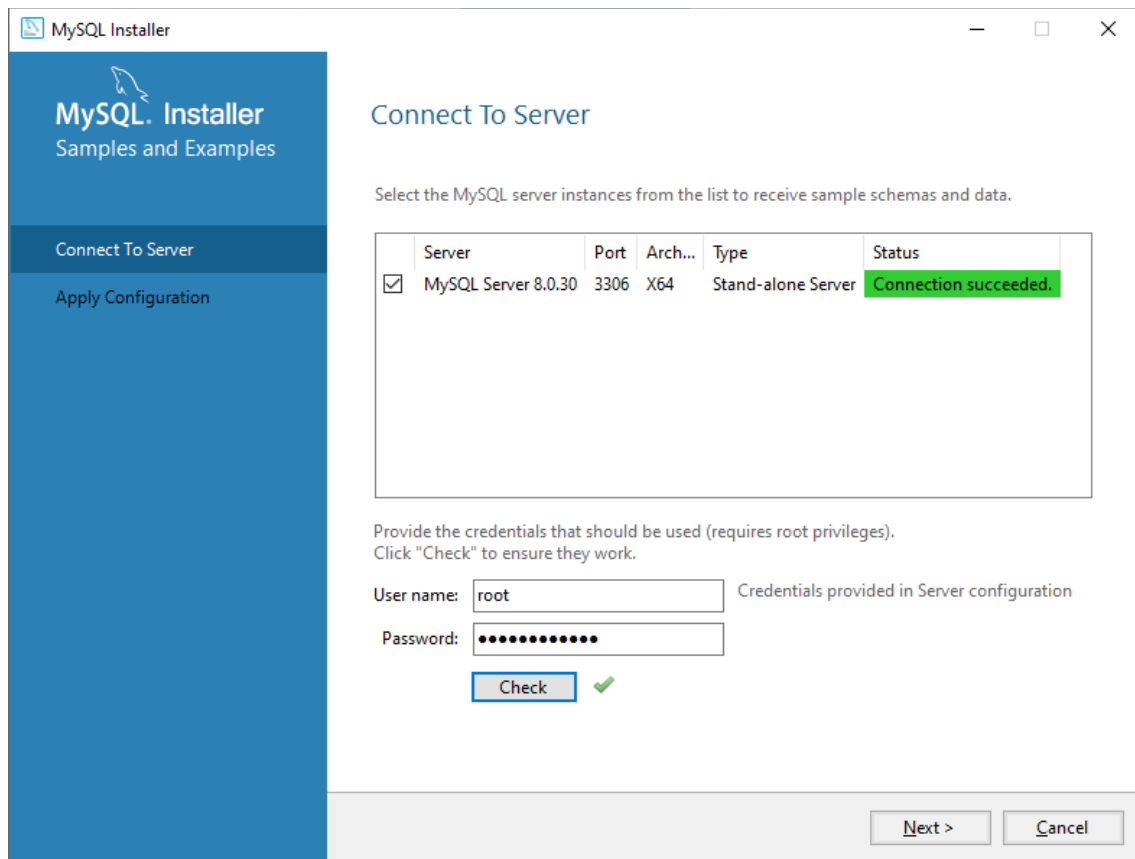 MySQL Installer
MySQL. Installer
Samples and Examples
Connect To Server
Apply Configuration
Connect To Server
Select the MySQL server instances from the list to receive sample schemas and data.
Server Port Arch... Type Status
MySQL Server 8.0.30 3306 X64 Stand-alone Server Connection succeeded.
Provide the credentials that should be used (requires root privileges).
Click "Check" to ensure they work.
User name: root Credentials provided in Server configuration
Password: ●●●●●●●●●●●●
Check
Next > Cancel